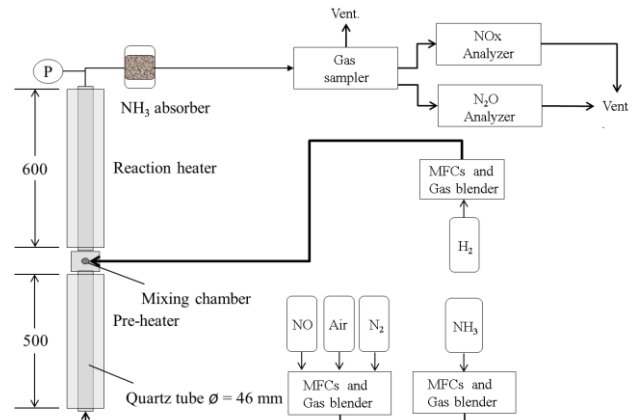 Vent.
NOx
Analyzer
P
Gas
sampler
N₂O
Analyzer
Vent
.
NH₃ absorber
600
Reaction heater
MFCs and
Gas blender
H₂
Mixing chamber
Pre-heater
500
NO
Air
N₂
NH₃
Quartz tube ø = 46 mm
MFCs and
Gas blender
MFCs and
Gas blender